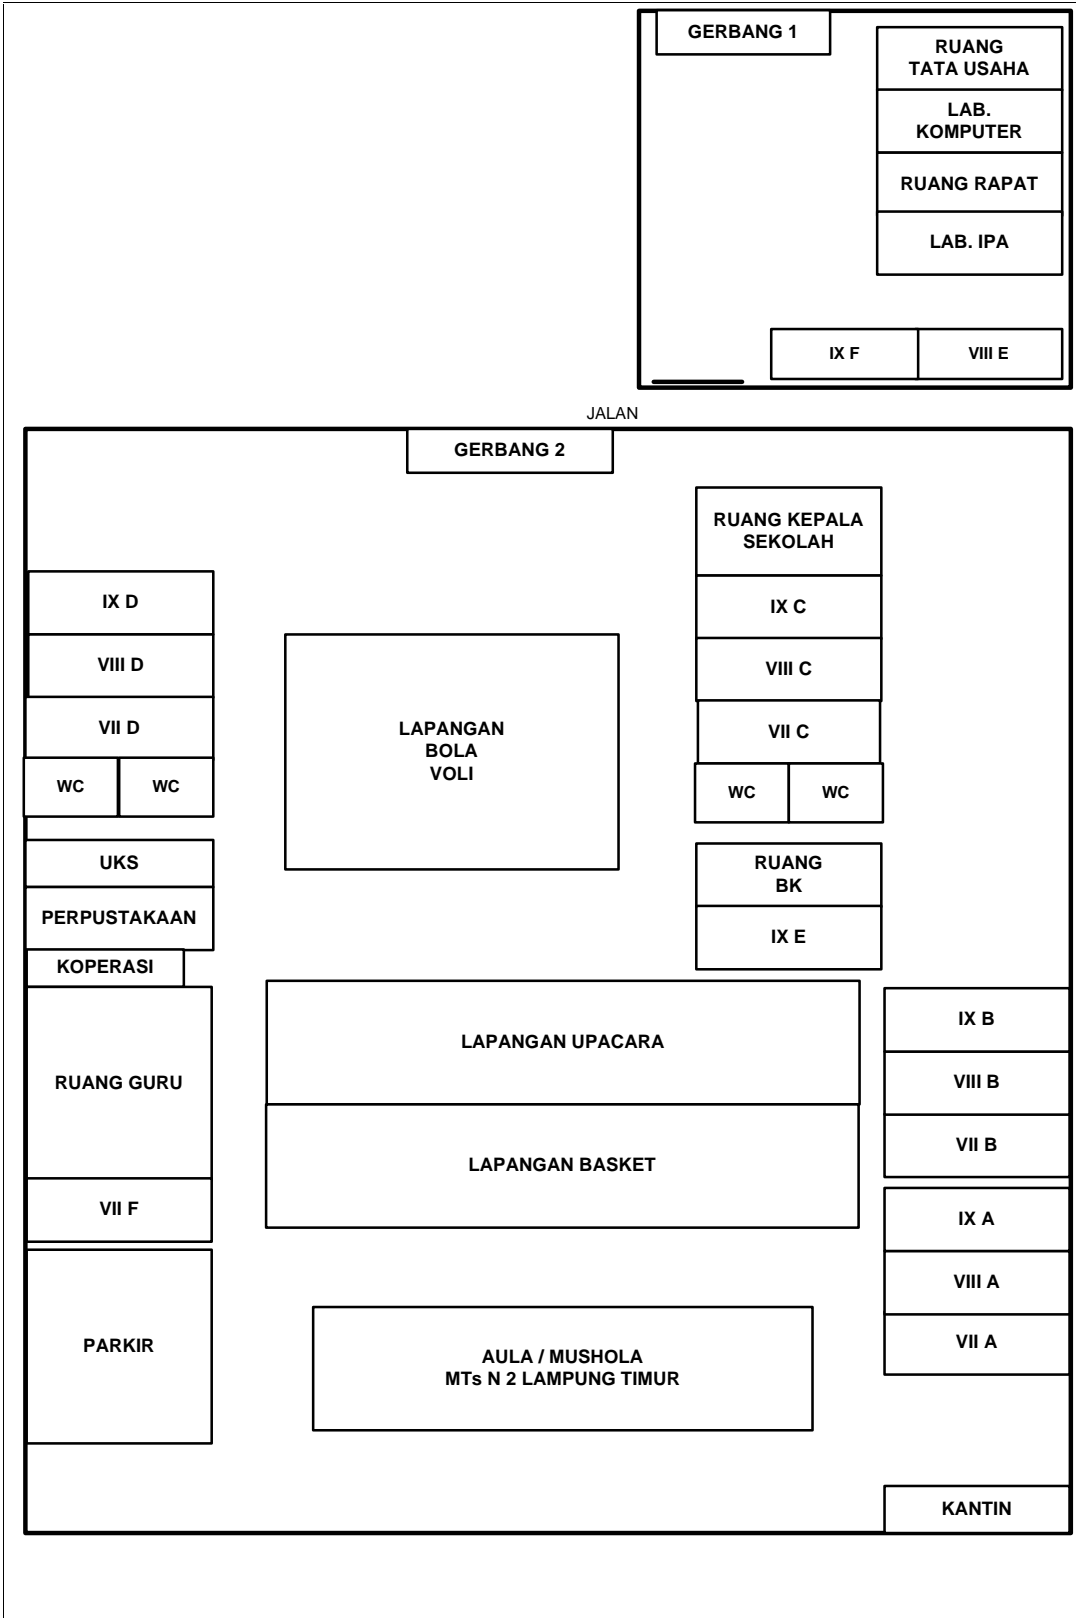 GERBANG 1
RUANG
TATA USAHA
LAB.
KOMPUTER
RUANG RAPAT
LAB. IPA
IX F
VIII E
JALAN
GERBANG 2
RUANG KEPALA
SEKOLAH
IX D
IX C
VIII D
VIII C
VII D
LAPANGAN
BOLA
VOLI
VII C
WC
WC
WC
WC
UKS
RUANG
BK
PERPUSTAKAAN
IX E
KOPERASI
IX B
LAPANGAN UPACARA
RUANG GURU
VIII B
VII B
LAPANGAN BASKET
VII F
IX A
VIII A
PARKIR
VII A
AULA / MUSHOLA
MTs N 2 LAMPUNG TIMUR
KANTIN